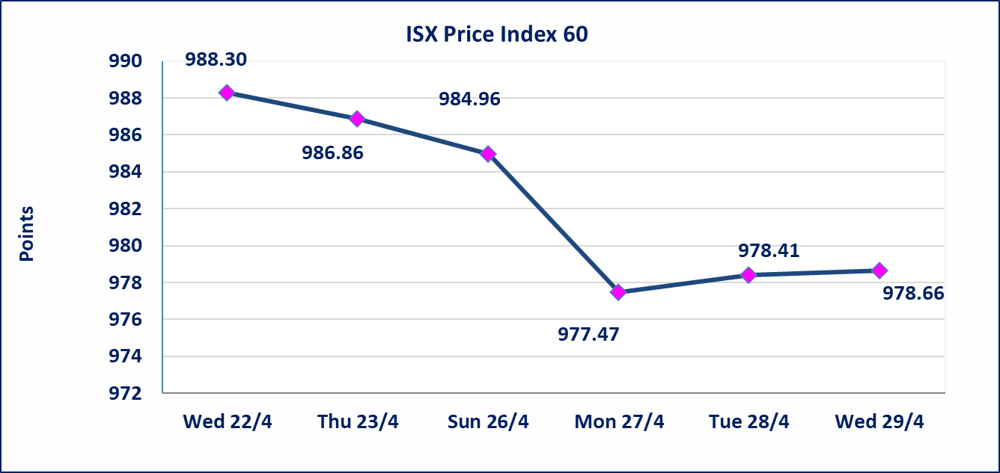 ISX Price Index 60
Points
990
988
986
984
982
980
978
976
974
972
988.30
986.86
984.96
977.47
978.41
978.66
Wed 22/4
Thu 23/4
Sun 26/4
Mon 27/4
Tue 28/4
Wed 29/4